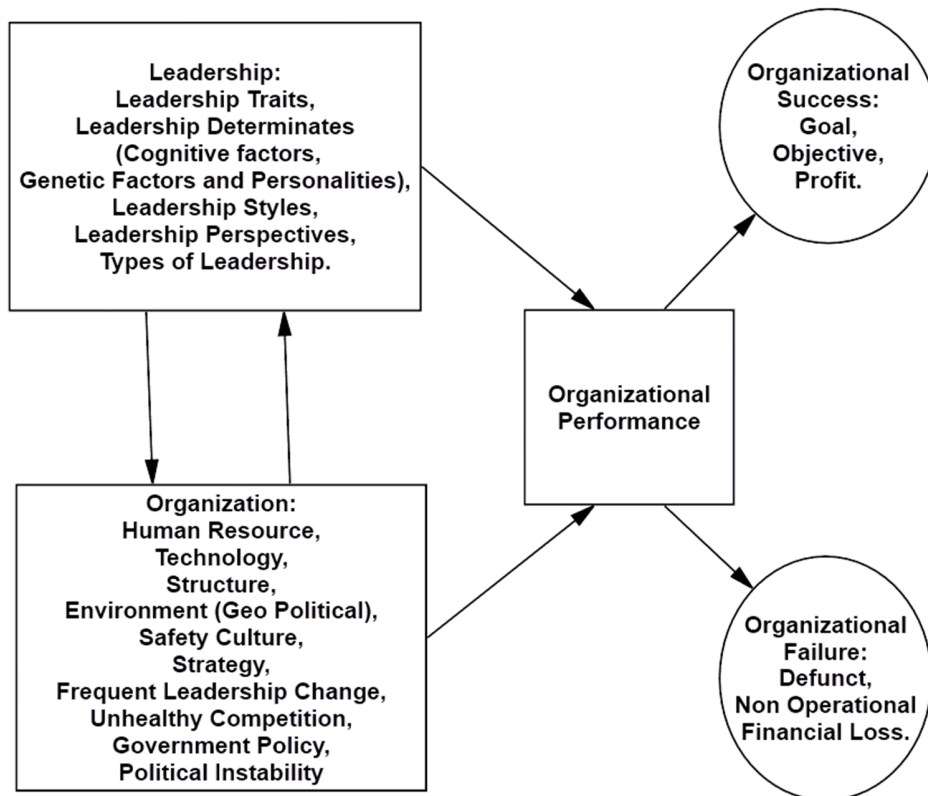 Leadership:
Leadership Traits,
Leadership Determinates
(Cognitive factors,
Genetic Factors and Personalities),
Leadership Styles,
Leadership Perspectives,
Types of Leadership.
Organizational
Success:
Goal,
Objective,
Profit.
Organizational
Performance
Organization:
Human Resource,
Technology,
Structure,
Environment (Geo Political),
Safety Culture,
Strategy,
Frequent Leadership Change,
Unhealthy Competition,
Government Policy,
Political Instability
Organizational
Failure:
Defunct,
Non Operational
Financial Loss.